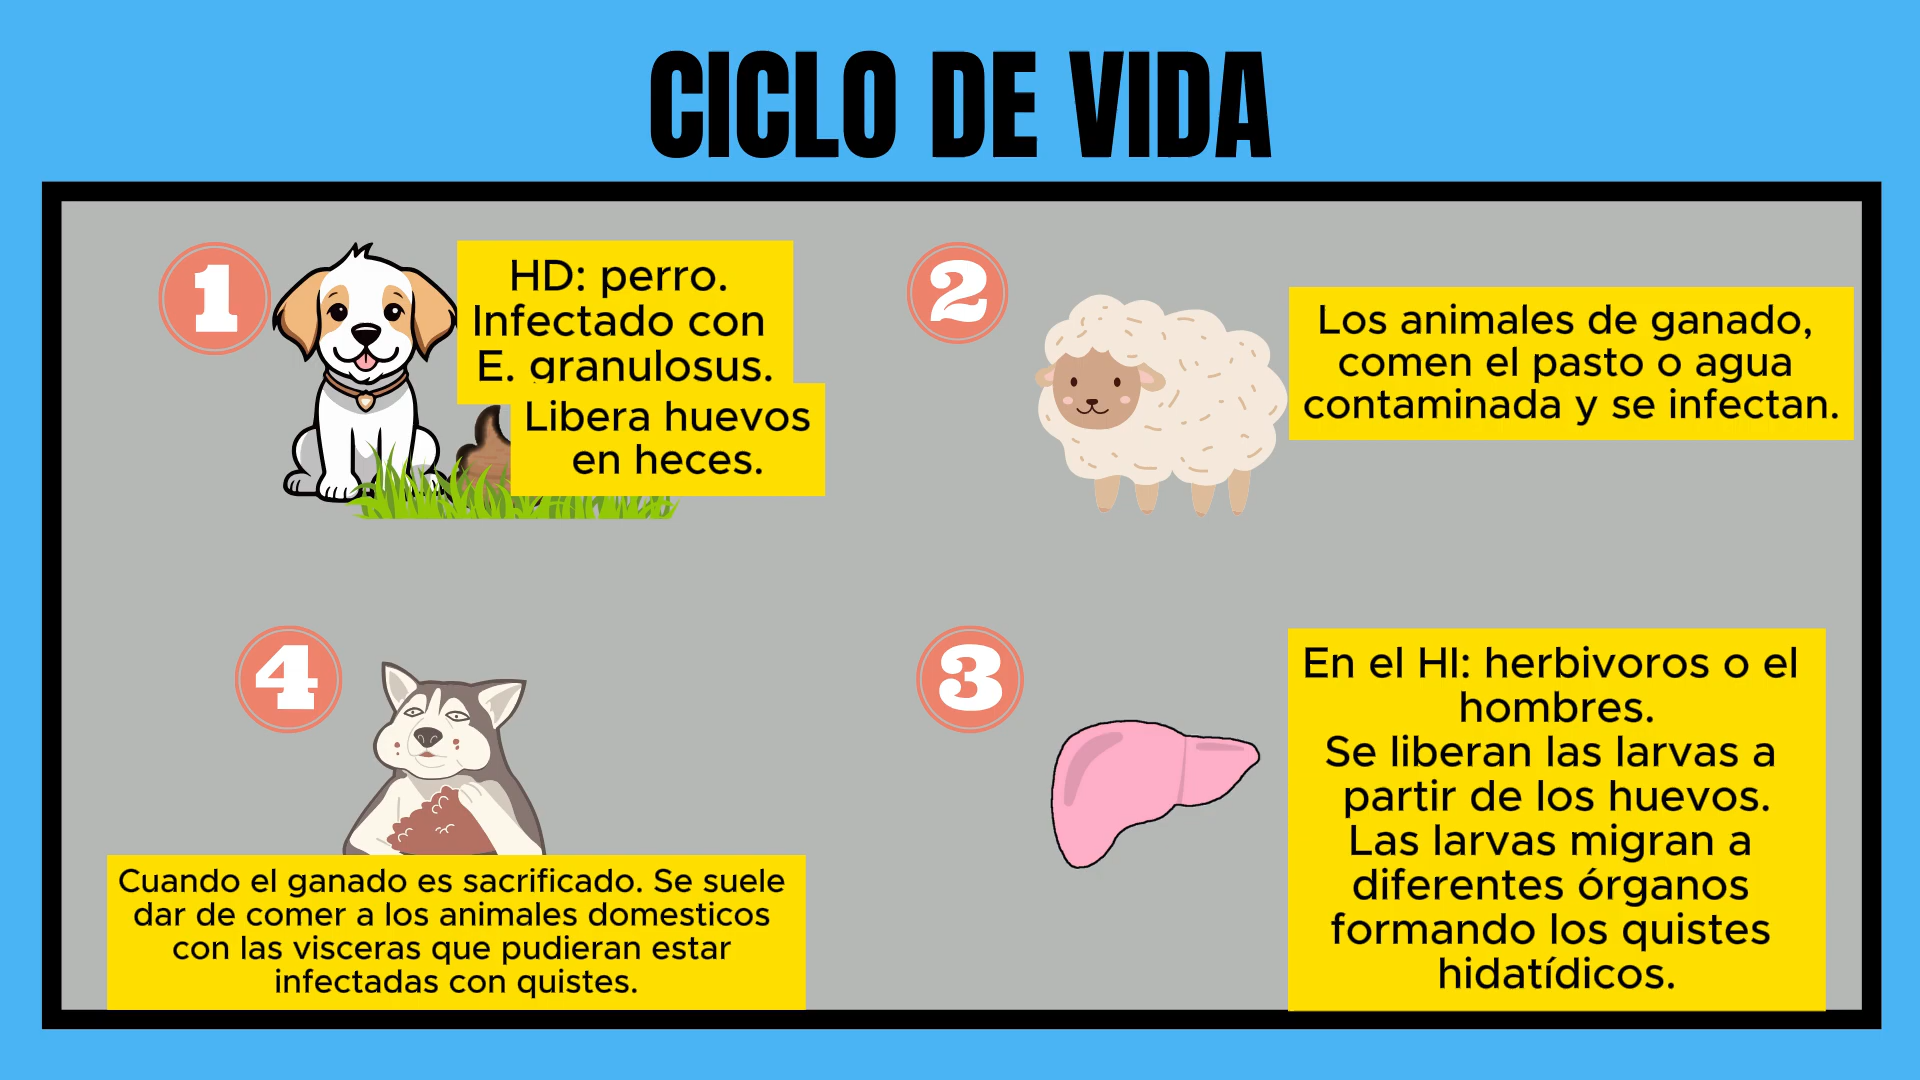 CICLO DE VIDA
1
HD: perro.
Infectado con
E. granulosus.
Libera huevos
en heces.
2
Los animales de ganado,
comen el pasto o agua
contaminada y se infectan.
3
En el HI: herbivoros o el
hombres.
Se liberan las larvas a
partir de los huevos.
Las larvas migran a
diferentes órganos
formando los quistes
hidatídicos.
4
Cuando el ganado es sacrificado. Se suele
dar de comer a los animales domesticos
con las visceras que pudieran estar
infectadas con quistes.